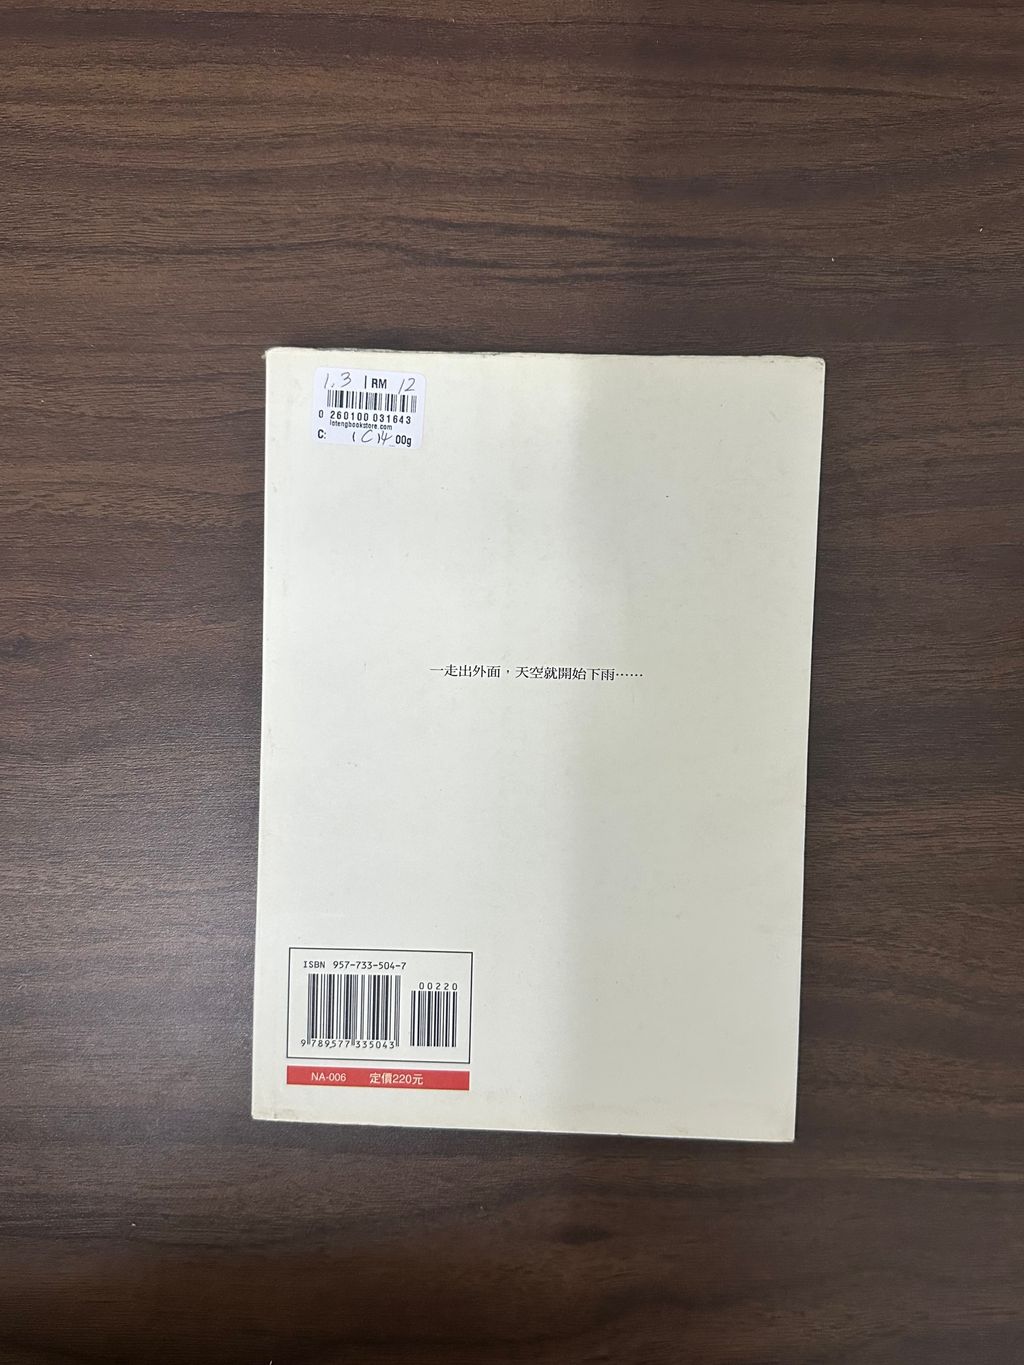 1.3 | RM 12
0 260100 031643
lotengbookstore.com
C: 1C14 00g
一走出外面，天空就開始下雨……
ISBN 957-733-504-7
00220
9 789577 335043
NA-006 定價220元